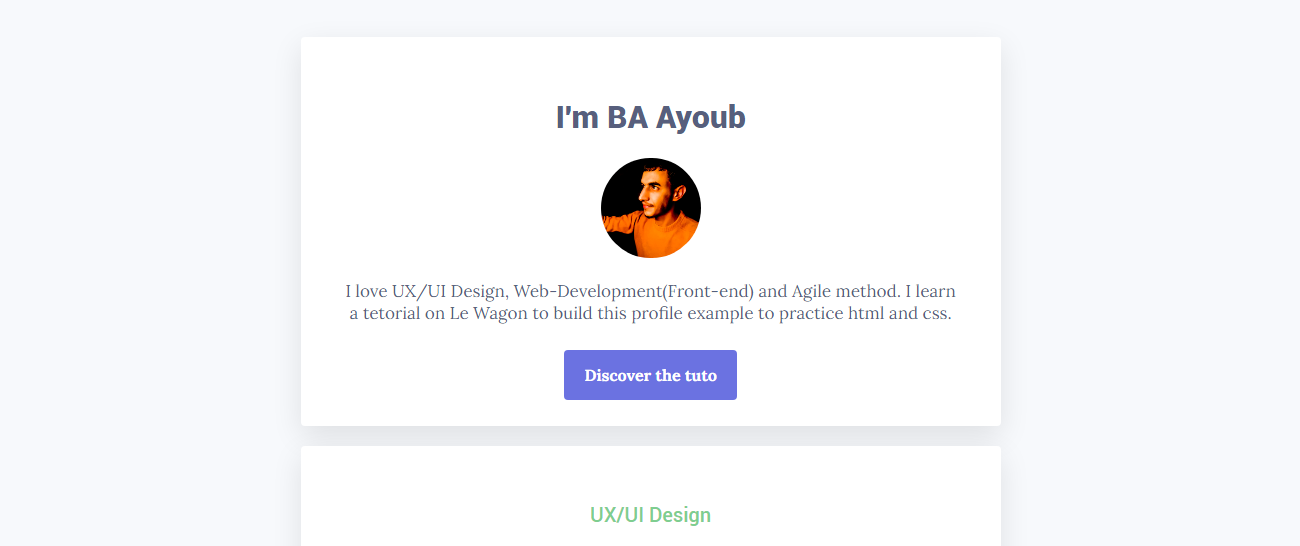 I'm BA Ayoub
I love UX/UI Design, Web-Development(Front-end) and Agile method. I learn
a tetorial on Le Wagon to build this profile example to practice html and css.
Discover the tuto
UX/UI Design